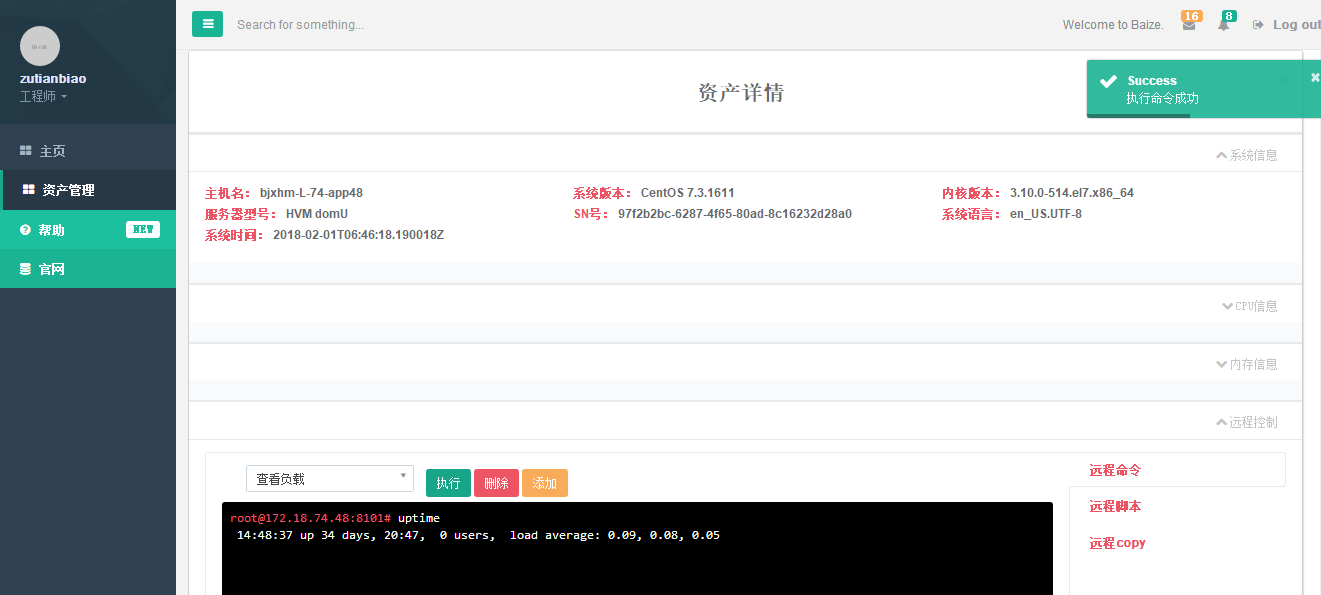 Search for something...
Welcome to Baize.
16
8
Log out
zutianbiao
工程师
主页
资产管理
帮助
NEW
官网
资产详情
Success
执行命令成功
系统信息
主机名： bjxhm-L-74-app48
系统版本： CentOS 7.3.1611
内核版本： 3.10.0-514.el7.x86_64
服务器型号： HVM domU
SN号： 97f2b2bc-6287-4f65-80ad-8c16232d28a0
系统语言： en_US.UTF-8
系统时间： 2018-02-01T06:46:18.190018Z
CPU信息
内存信息
远程控制
查看负载
执行
删除
添加
远程命令
远程脚本
远程copy
root@172.18.74.48:8101# uptime
14:48:37 up 34 days, 20:47,  0 users,  load average: 0.09, 0.08, 0.05